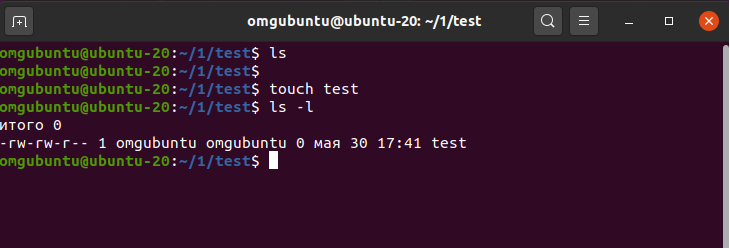 omgubuntu@ubuntu-20: ~/1/test
omgubuntu@ubuntu-20:~/1/test$ ls
omgubuntu@ubuntu-20:~/1/test$
omgubuntu@ubuntu-20:~/1/test$ touch test
omgubuntu@ubuntu-20:~/1/test$ ls -l
итого 0
-rw-rw-r-- 1 omgubuntu omgubuntu 0 мая 30 17:41 test
omgubuntu@ubuntu-20:~/1/test$